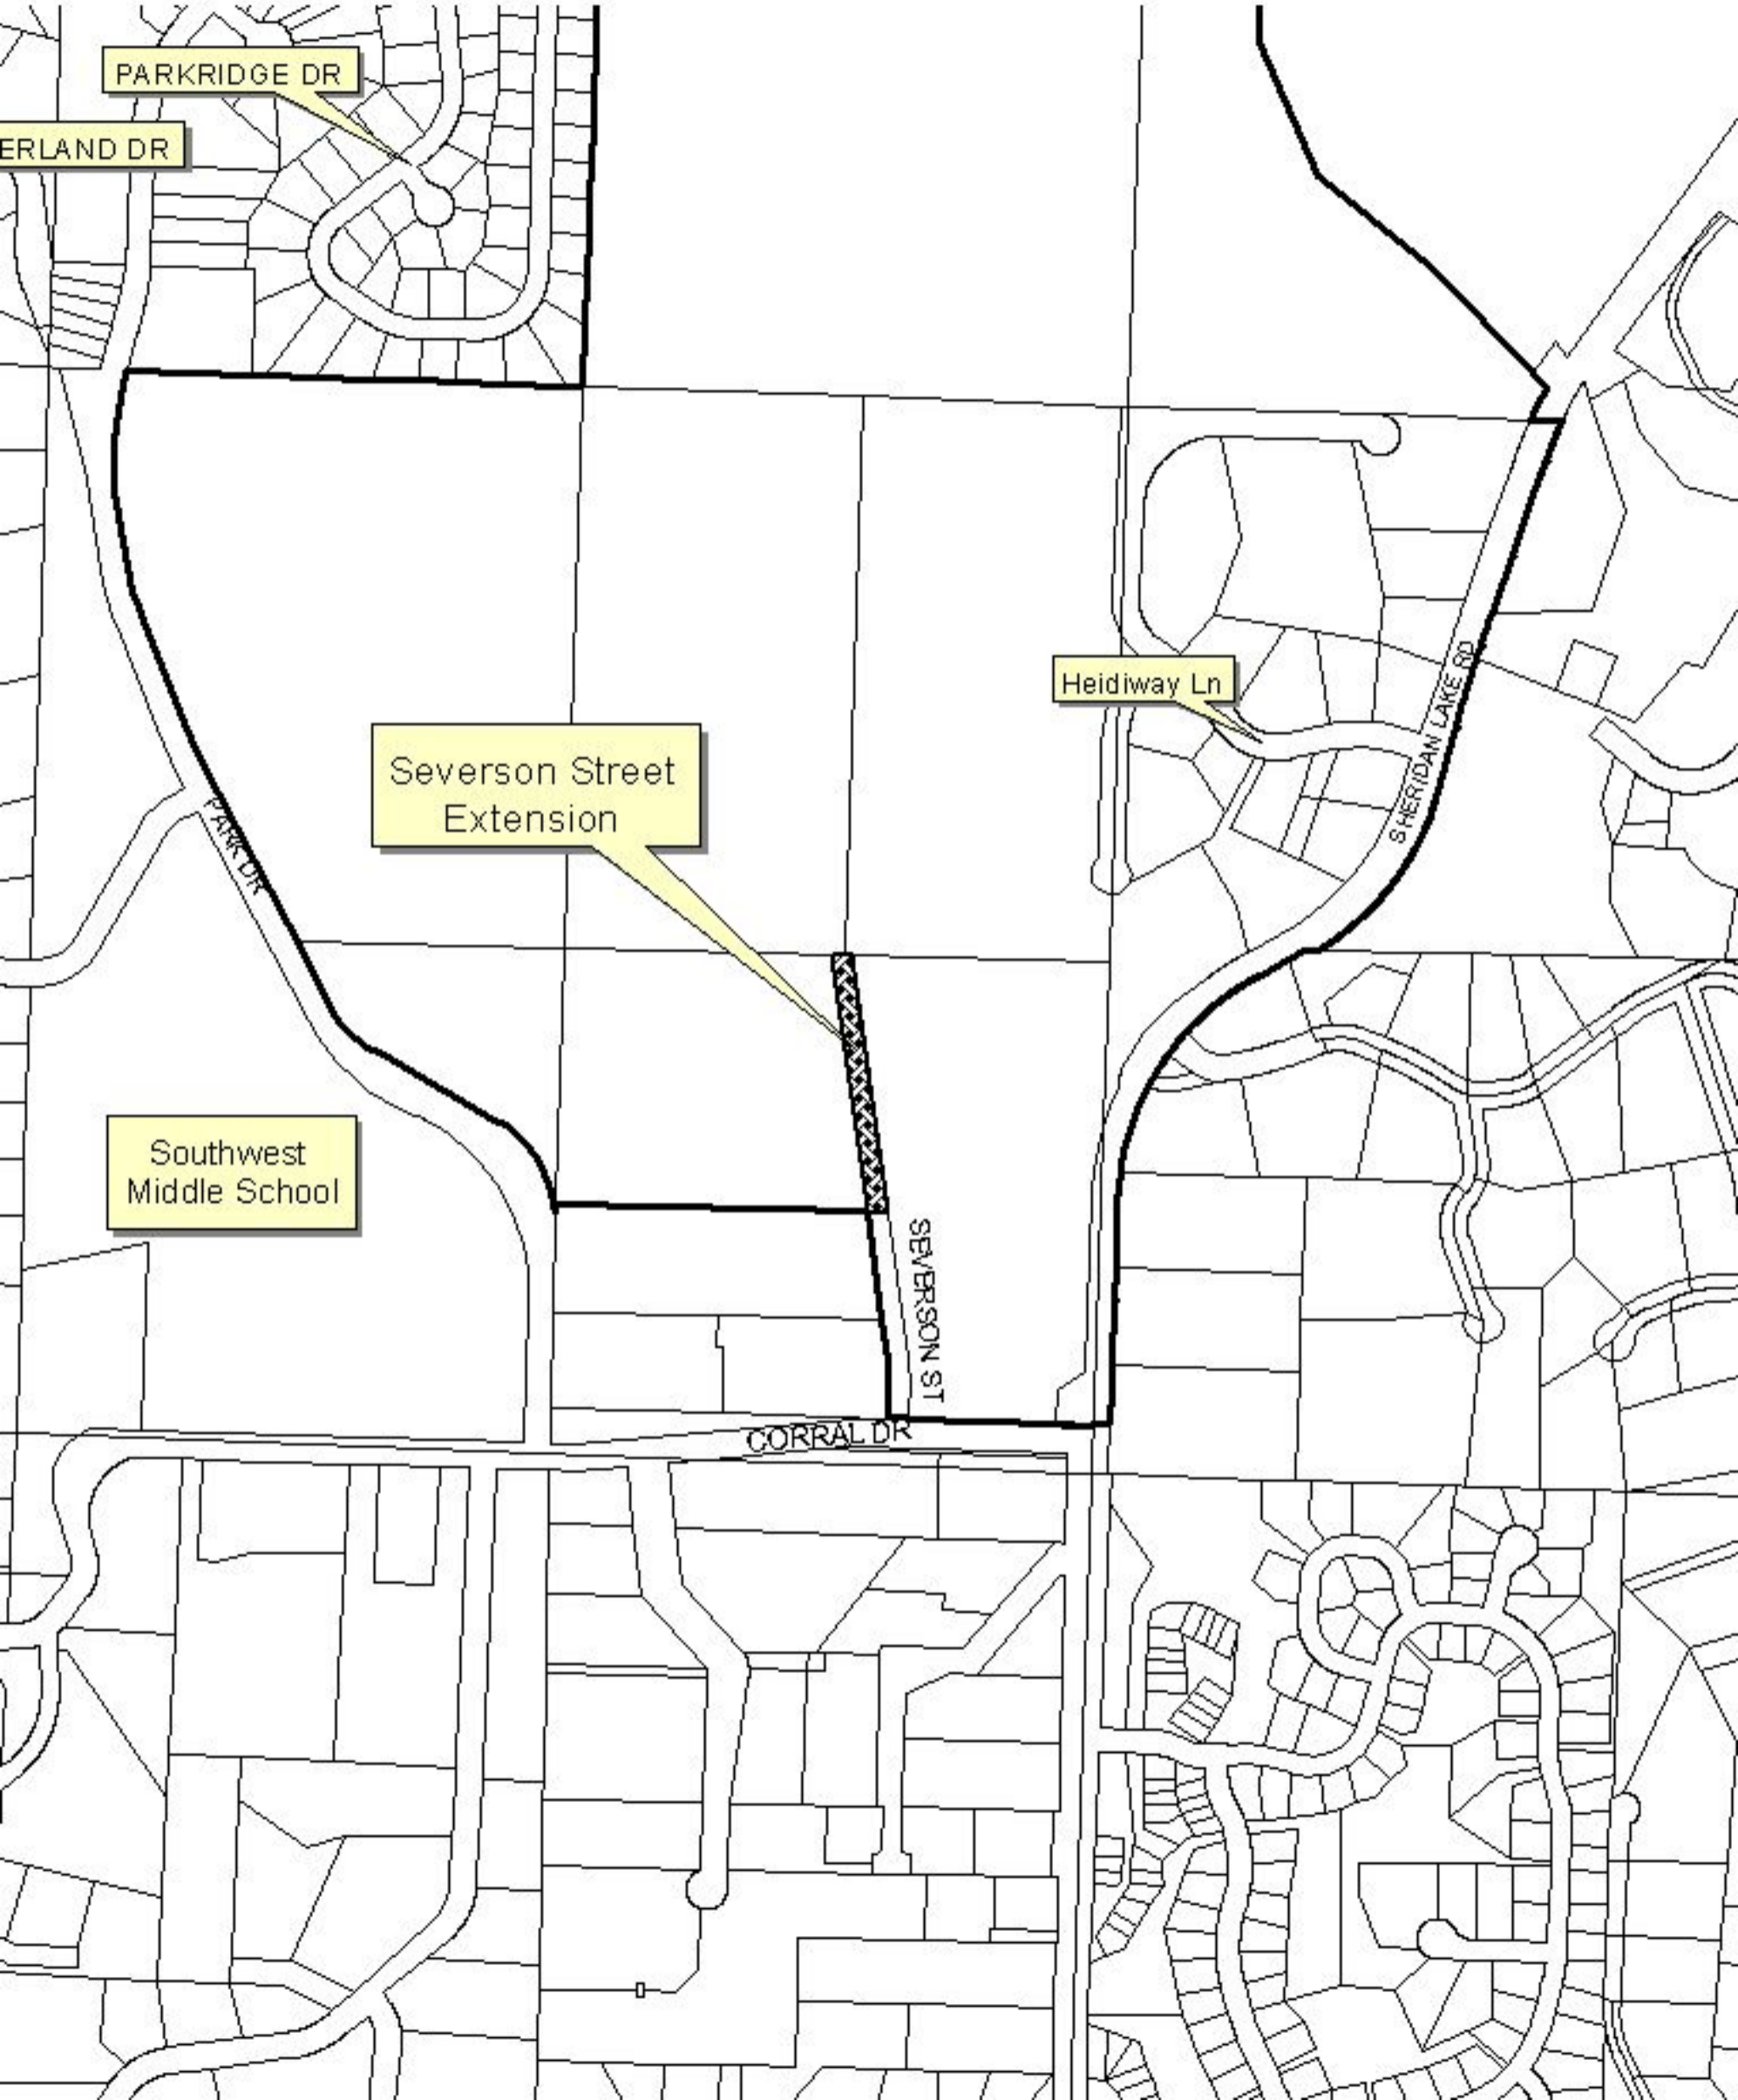 PARKRIDGE DR
ERLAND DR
Heidiway Ln
SHERIDAN LAKE RD
Severson Street
Extension
PARK DR
Southwest
Middle School
SEVERSON ST
CORRAL DR